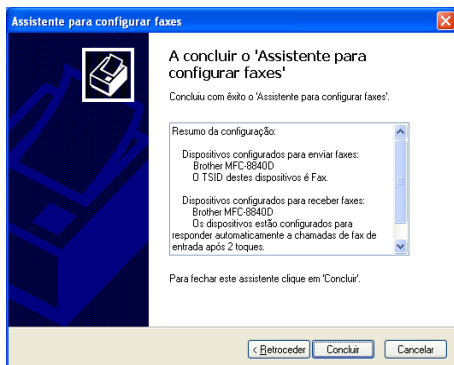 Assistente para configurar faxes
A concluir o 'Assistente para
configurar faxes'
Concluiu com êxito o 'Assistente para configurar faxes'.
Resumo da configuração:
Dispositivos configurados para enviar faxes:
Brother MFC-8840D
O TSID destes dispositivos é Fax.
Dispositivos configurados para receber faxes:
Brother MFC-8840D
Os dispositivos estão configurados para
responder automaticamente a chamadas de fax de
entrada após 2 toques.
Para fechar este assistente clique em 'Concluir'.
< Retroceder Concluir Cancelar